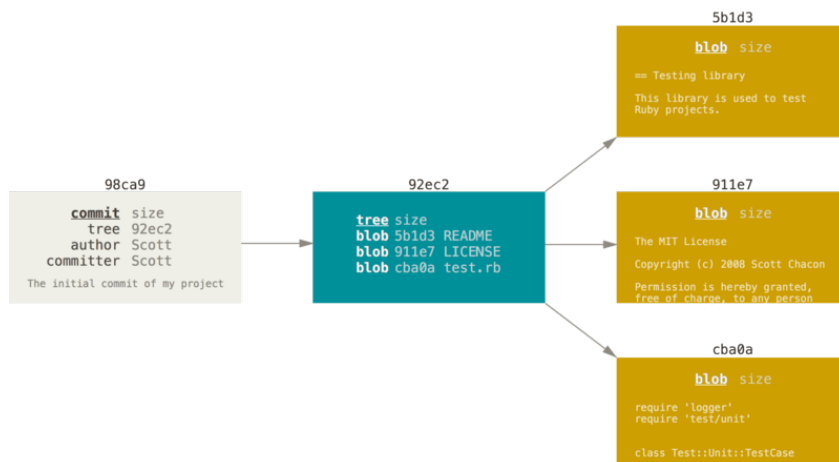 98ca9
commit size
tree 92ec2
author Scott
committer Scott
The initial commit of my project
92ec2
tree size
blob 5b1d3 README
blob 911e7 LICENSE
blob cba0a test.rb
5b1d3
blob size
== Testing library
This library is used to test
Ruby projects.
911e7
blob size
The MIT License
Copyright (c) 2008 Scott Chacon
Permission is hereby granted,
free of charge, to any person
cba0a
blob size
require 'logger'
require 'test/unit'
class Test::Unit::TestCase